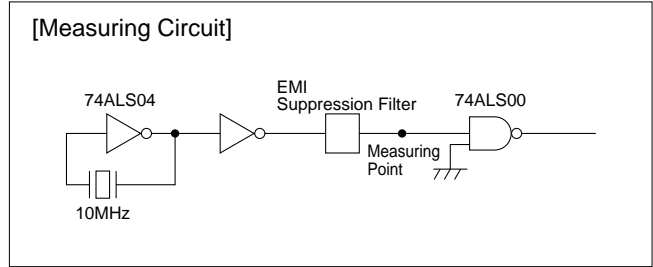 [Measuring Circuit]
74ALS04
EMI
Suppression Filter
74ALS00
Measuring
Point
10MHz